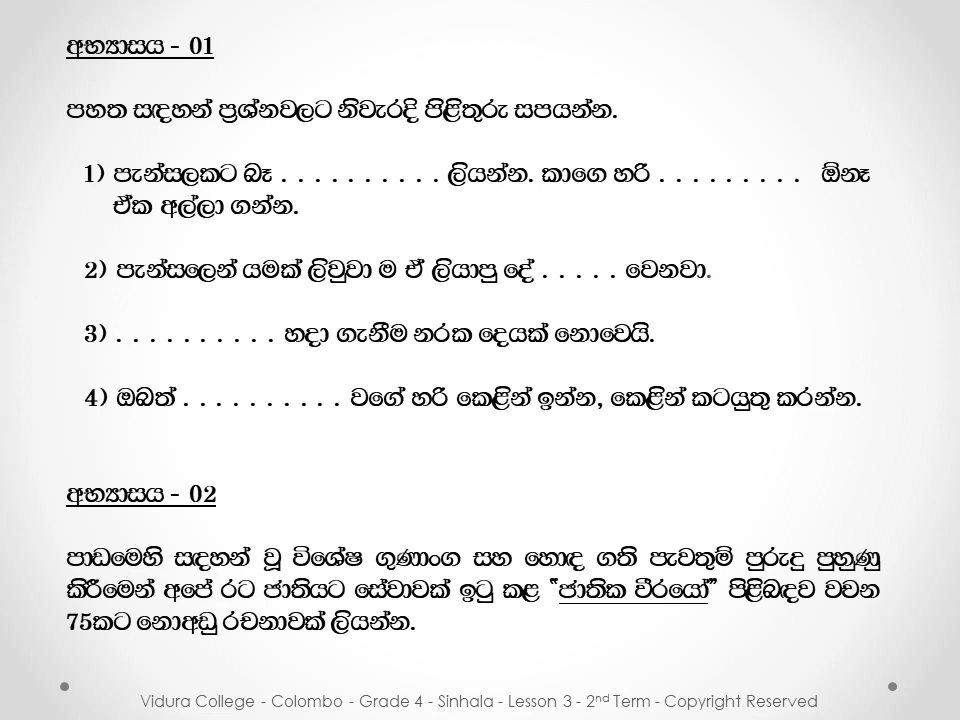 අභ්‍යාසය - 01
පහත සඳහන් ප්‍රශ්නවලට නිවැරදි පිළිතුරු සපයන්න.
1) පැන්සලකට බෑ . . . . . . . . . . ලියන්න. කාගෙ හරි . . . . . . . . . ඕනෑ
ඒක අල්ලා ගන්න.
2) පැන්සලෙන් යමක් ලිවුවා ම ඒ ලියාපු දේ . . . . . වෙනවා.
3) . . . . . . . . . . හදා ගැනීම නරක දෙයක් නොවෙයි.
4) ඔබත් . . . . . . . . . . වගේ හරි කෙළින් ඉන්න, කෙළින් කටයුතු කරන්න.
අභ්‍යාසය - 02
පාඩමෙහි සඳහන් වූ විශේෂ ගුණාංග සහ හොඳ ගති පැවතුම් පුරුදු පුහුණු
කිරීමෙන් අපේ රට ජාතියට සේවාවක් ඉටු කළ “ජාතික වීරයෝ” පිළිබඳව වචන
75කට නොඅඩු රචනාවක් ලියන්න.
Vidura College - Colombo - Grade 4 - Sinhala - Lesson 3 - 2nd Term - Copyright Reserved